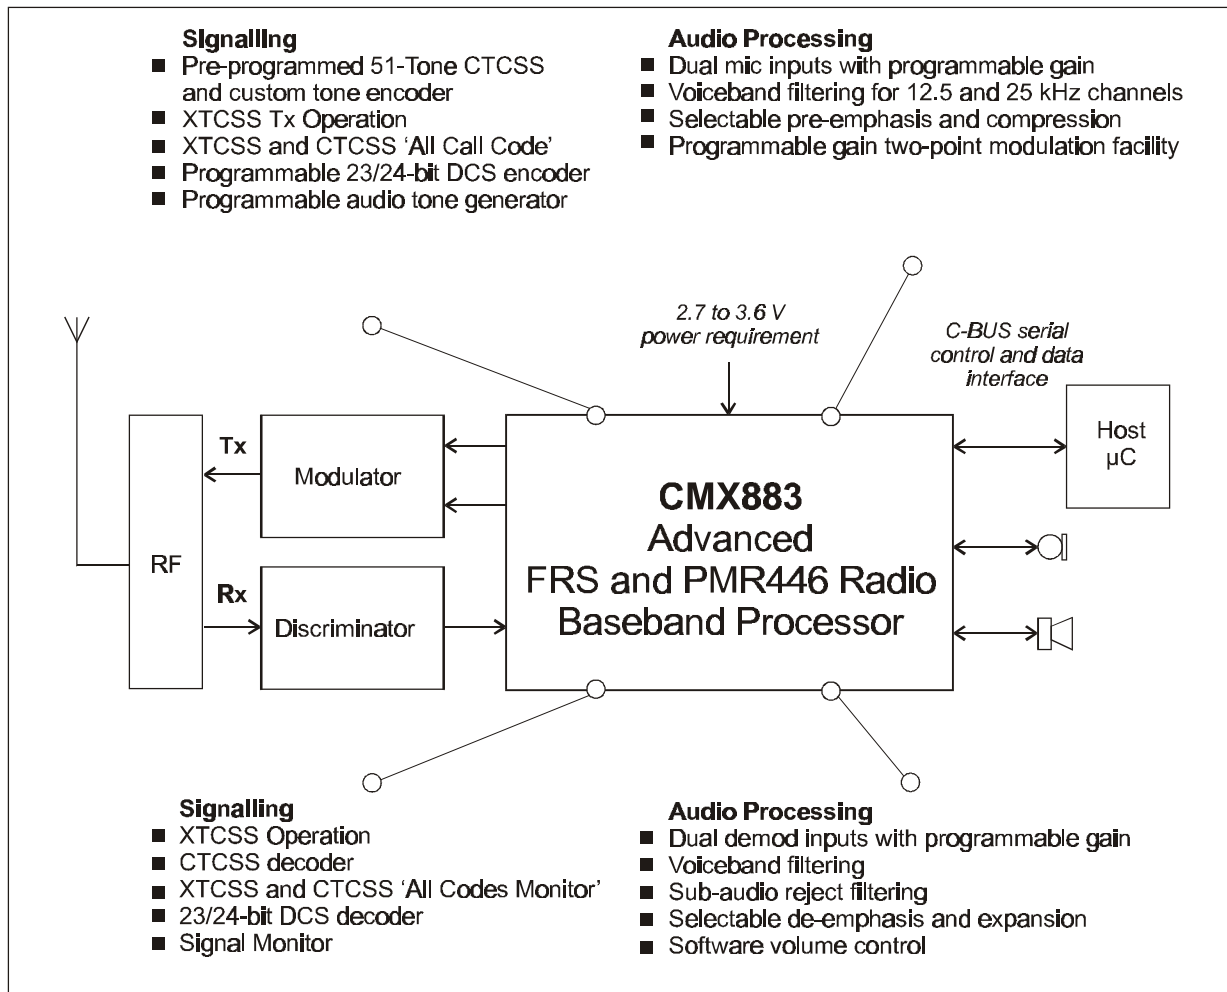 Signalling
■ Pre-programmed 51-Tone CTCSS
and custom tone encoder
■ XTCSS Tx Operation
■ XTCSS and CTCSS ‘All Call Code’
■ Programmable 23/24-bit DCS encoder
■ Programmable audio tone generator
Audio Processing
■ Dual mic inputs with programmable gain
■ Voiceband filtering for 12.5 and 25 kHz channels
■ Selectable pre-emphasis and compression
■ Programmable gain two-point modulation facility
2.7 to 3.6 V
power requirement
C-BUS serial
control and data
interface
Host
µC
Tx
Modulator
RF
Rx
Discriminator
CMX883
Advanced
FRS and PMR446 Radio
Baseband Processor
Signalling
■ XTCSS Operation
■ CTCSS decoder
■ XTCSS and CTCSS ‘All Codes Monitor’
■ 23/24-bit DCS decoder
■ Signal Monitor
Audio Processing
■ Dual demod inputs with programmable gain
■ Voiceband filtering
■ Sub-audio reject filtering
■ Selectable de-emphasis and expansion
■ Software volume control